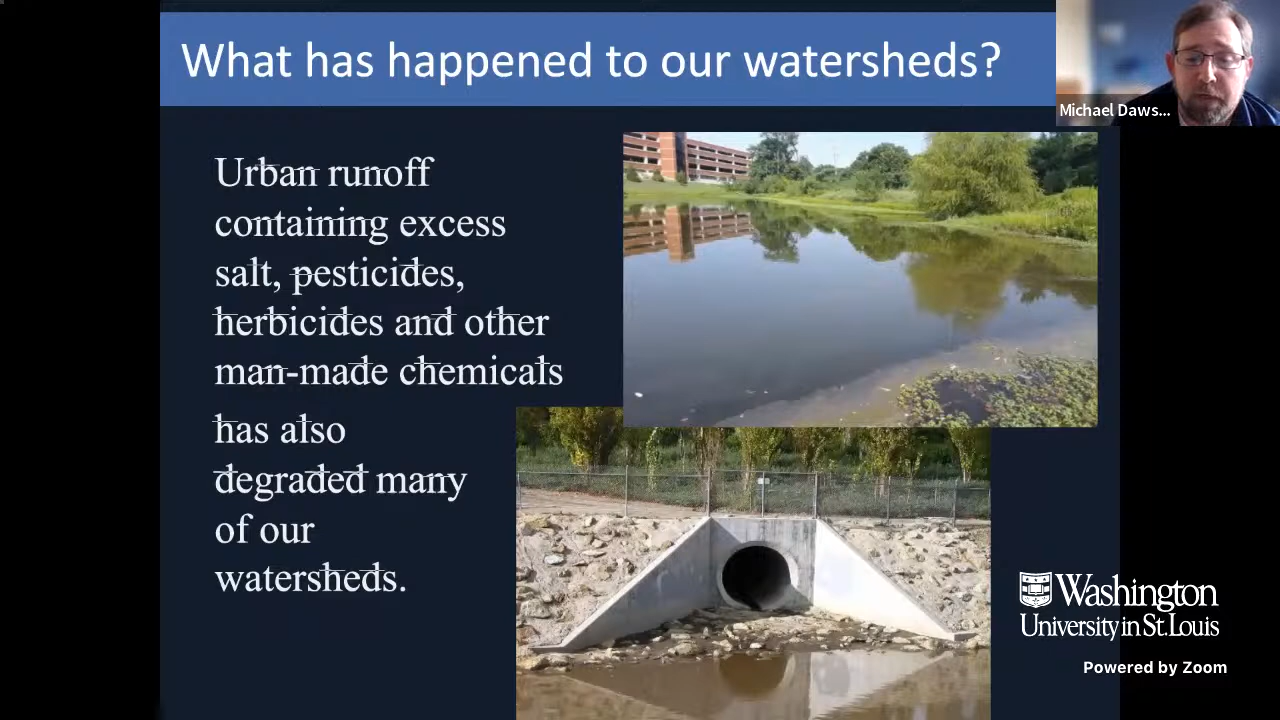 What has happened to our watersheds?
Michael Daws...
Urban runoff
containing excess
salt, pesticides,
herbicides and other
man-made chemicals
has also
degraded many
of our
watersheds.
Washington
University in St. Louis
Powered by Zoom